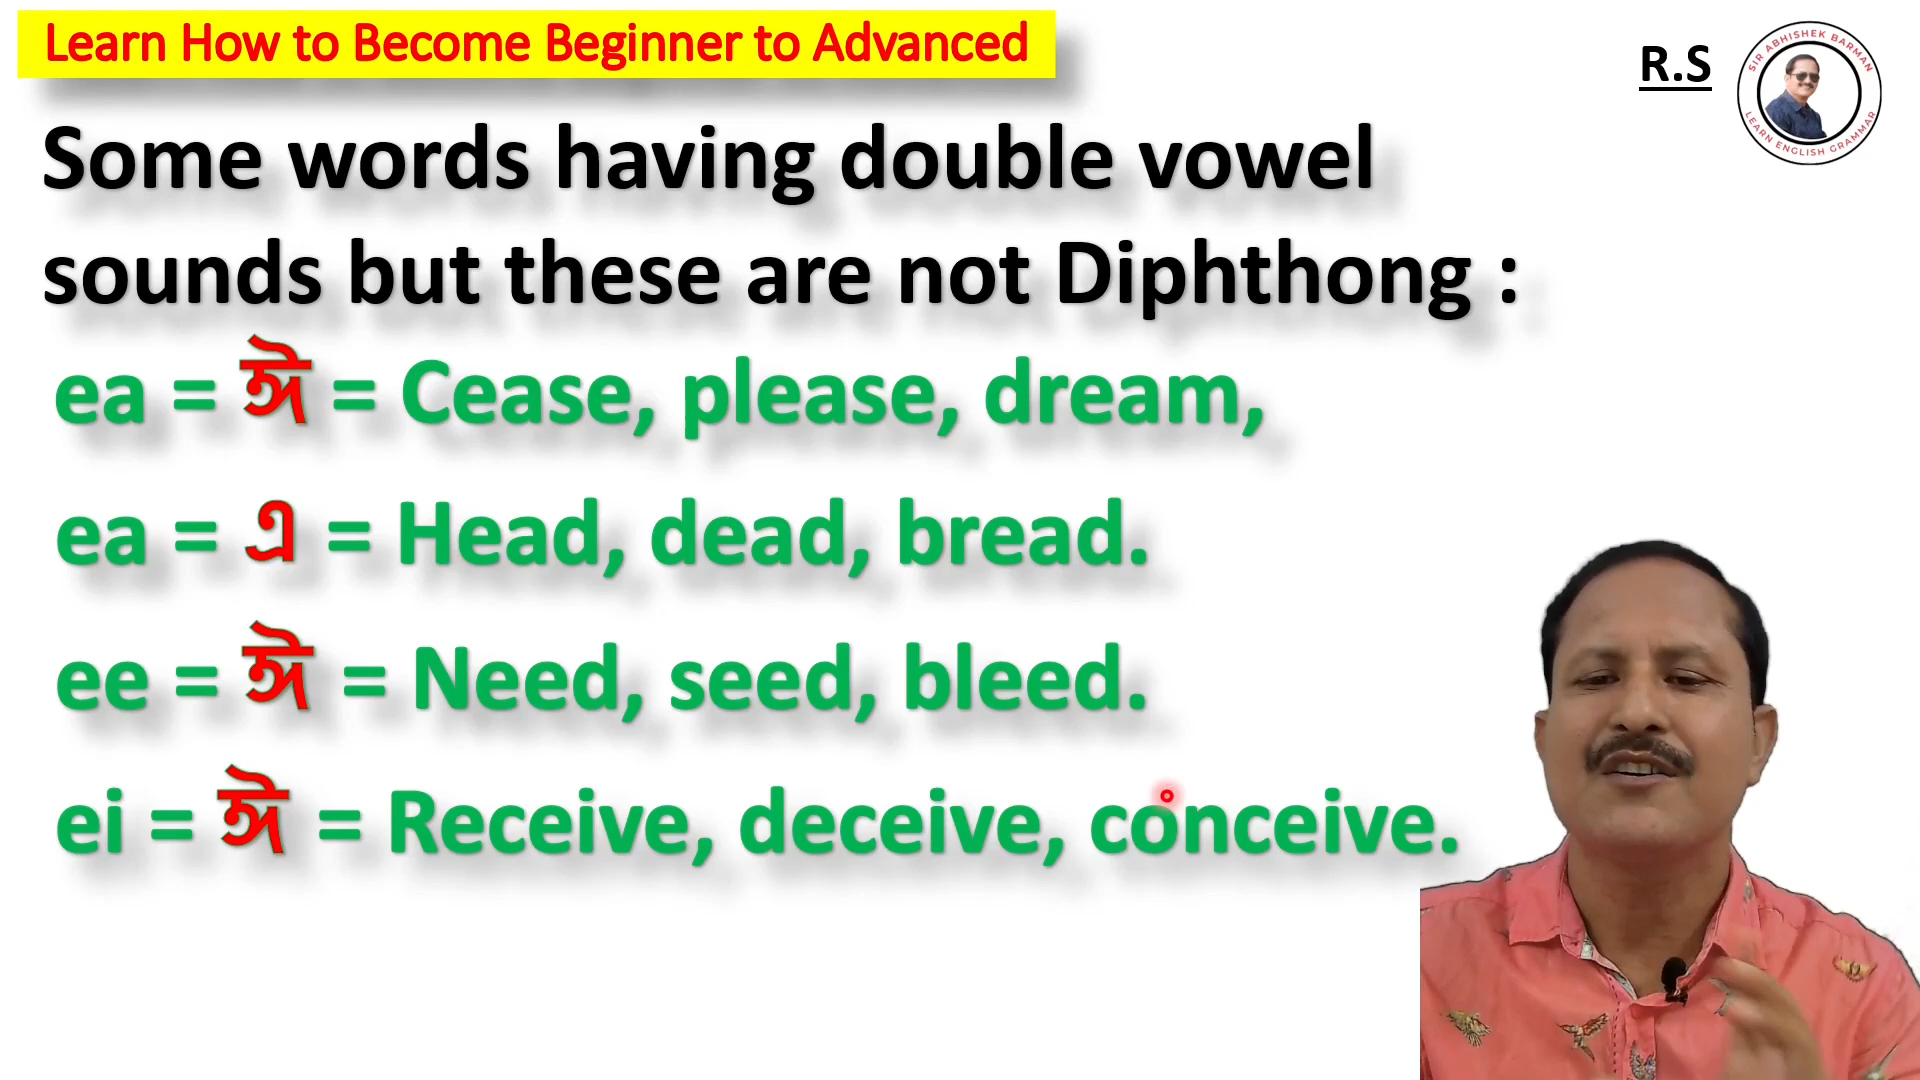 Learn How to Become Beginner to Advanced
R.S
SIR ABHISHEK BARMAN
LEARN ENGLISH GRAMMAR
Some words having double vowel
sounds but these are not Diphthong :
ea = ঈ = Cease, please, dream,
ea = এ = Head, dead, bread.
ee = ঈ = Need, seed, bleed.
ei = ঈ = Receive, deceive, conceive.